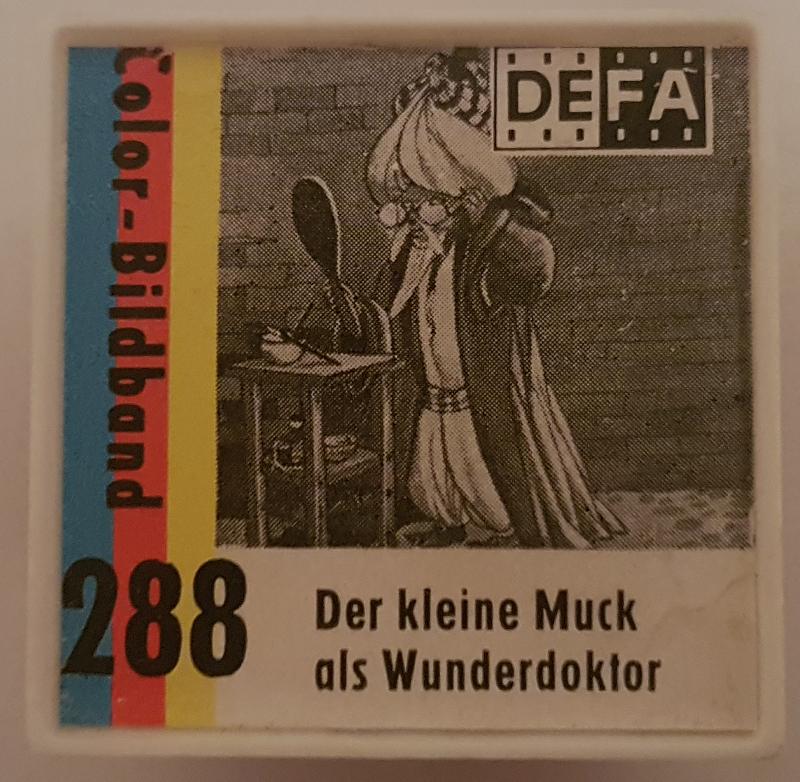 DEFA
Color-Bildband
288
Der kleine Muck
als Wunderdoktor